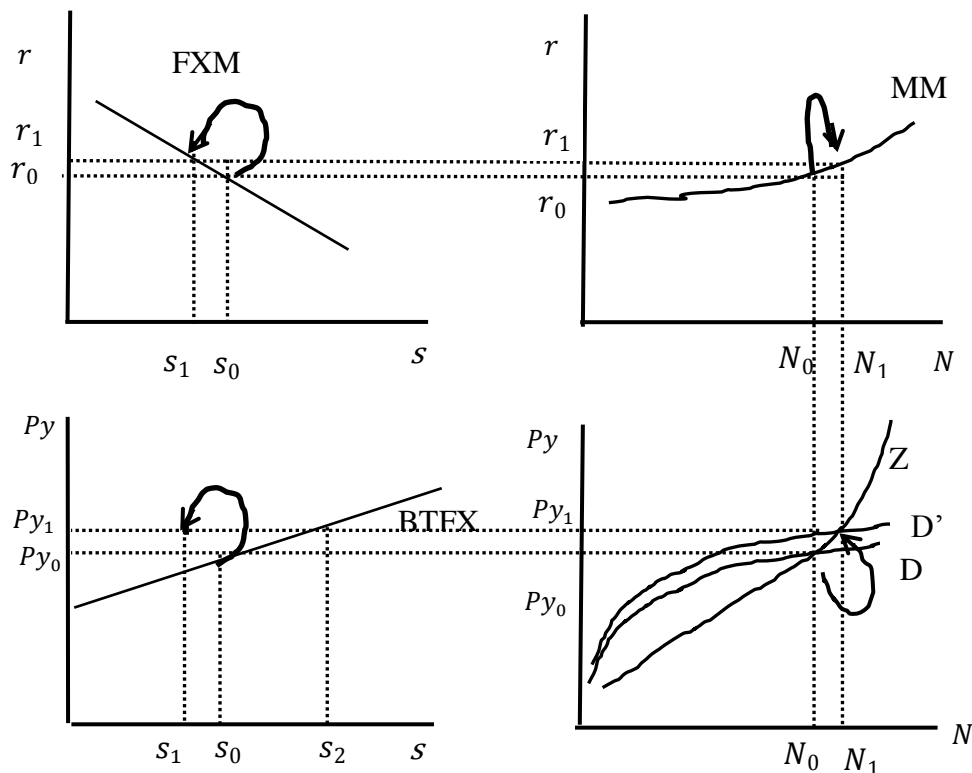 r
FXM
r₁
r₀
s₁
s₀
s
r
MM
r₁
r₀
N₀
N₁
N
Py
Py₁
Py₀
BTFX
s₁
s₀
s₂
s
Py
Z
Py₁
D’
D
Py₀
N₀
N₁
N